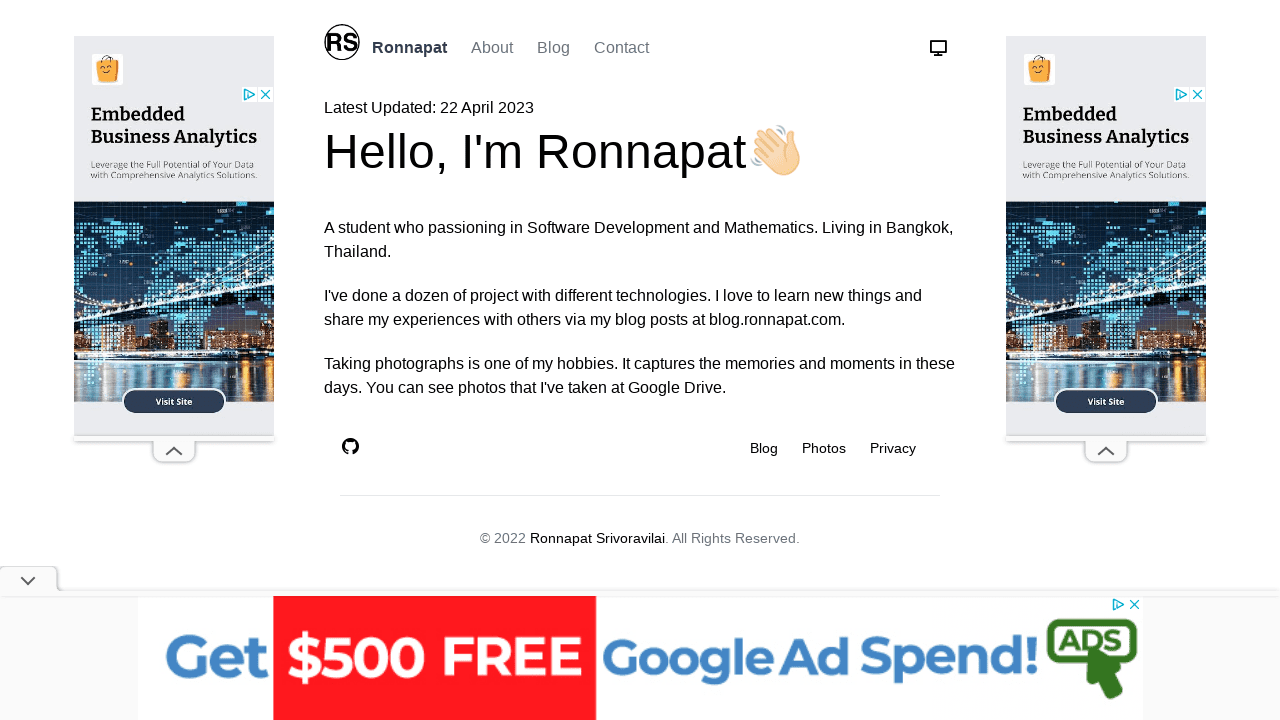 RS
Ronnapat
About
Blog
Contact
Latest Updated: 22 April 2023
Hello, I'm Ronnapat
A student who passioning in Software Development and Mathematics. Living in Bangkok,
Thailand.
I've done a dozen of project with different technologies. I love to learn new things and
share my experiences with others via my blog posts at blog.ronnapat.com.
Taking photographs is one of my hobbies. It captures the memories and moments in these
days. You can see photos that I've taken at Google Drive.
Blog
Photos
Privacy
© 2022 Ronnapat Srivoravilai. All Rights Reserved.
Embedded
Business Analytics
Leverage the Full Potential of Your Data
with Comprehensive Analytics Solutions.
Visit Site
Embedded
Business Analytics
Leverage the Full Potential of Your Data
with Comprehensive Analytics Solutions.
Visit Site
Get $500 FREE Google Ad Spend!
ADS